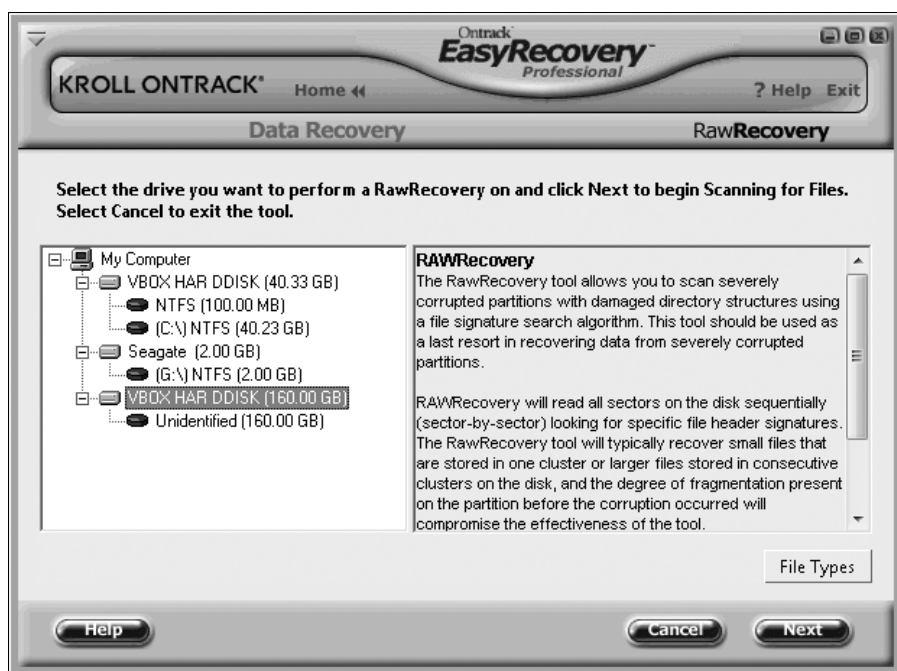 Ontrack
EasyRecovery
Professional
KROLL ONTRACK®
Home
? Help Exit
Data Recovery
RawRecovery
Select the drive you want to perform a RawRecovery on and click Next to begin Scanning for Files.
Select Cancel to exit the tool.
My Computer
VBOX HAR DDISK (40.33 GB)
NTFS (100.00 MB)
(C:\) NTFS (40.23 GB)
Seagate (2.00 GB)
(G:\) NTFS (2.00 GB)
VBOX HAR DDISK (160.00 GB)
Unidentified (160.00 GB)
RAWRecovery
The RawRecovery tool allows you to scan severely
corrupted partitions with damaged directory structures using
a file signature search algorithm. This tool should be used as
a last resort in recovering data from severely corrupted
partitions.
RAWRecovery will read all sectors on the disk sequentially
(sector-by-sector) looking for specific file header signatures.
The RawRecovery tool will typically recover small files that
are stored in one cluster or larger files stored in consecutive
clusters on the disk, and the degree of fragmentation present
on the partition before the corruption occurred will
compromise the effectiveness of the tool.
File Types
Help
Cancel
Next